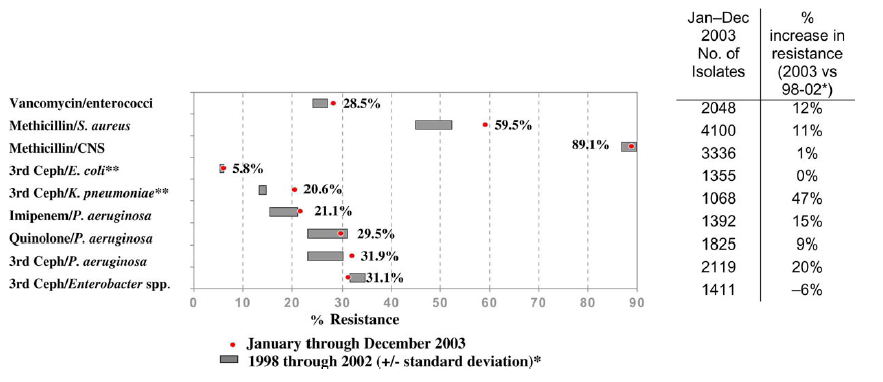 Jan–Dec
2003
No. of
Isolates
%
increase in
resistance
(2003 vs
98-02*)
Vancomycin/enterococci 28.5% 2048 12%
Methicillin/S. aureus 59.5% 4100 11%
Methicillin/CNS 89.1% 3336 1%
3rd Ceph/E. coli** 5.8% 1355 0%
3rd Ceph/K. pneumoniae** 20.6% 1068 47%
Imipenem/P. aeruginosa 21.1% 1392 15%
Quinolone/P. aeruginosa 29.5% 1825 9%
3rd Ceph/P. aeruginosa 31.9% 2119 20%
3rd Ceph/Enterobacter spp. 31.1% 1411 –6%
0 10 20 30 40 50 60 70 80 90
% Resistance
January through December 2003
1998 through 2002 (+/- standard deviation)*